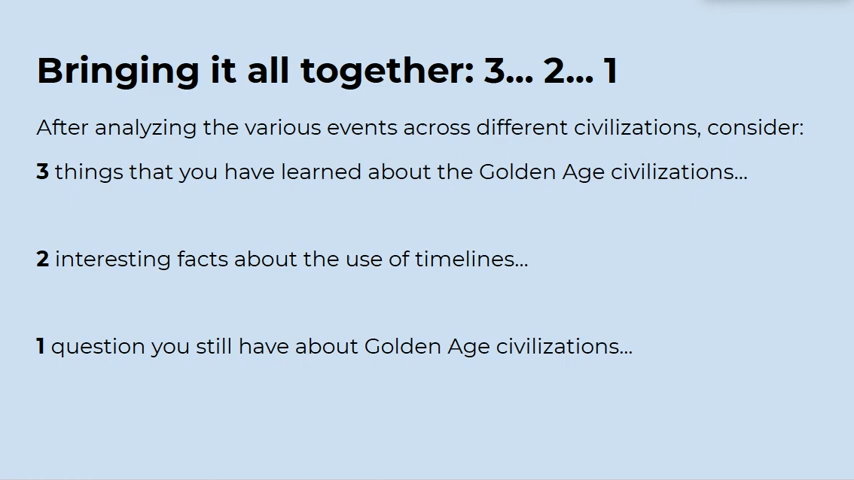 Bringing it all together: 3... 2... 1
After analyzing the various events across different civilizations, consider:
3 things that you have learned about the Golden Age civilizations...
2 interesting facts about the use of timelines...
1 question you still have about Golden Age civilizations...